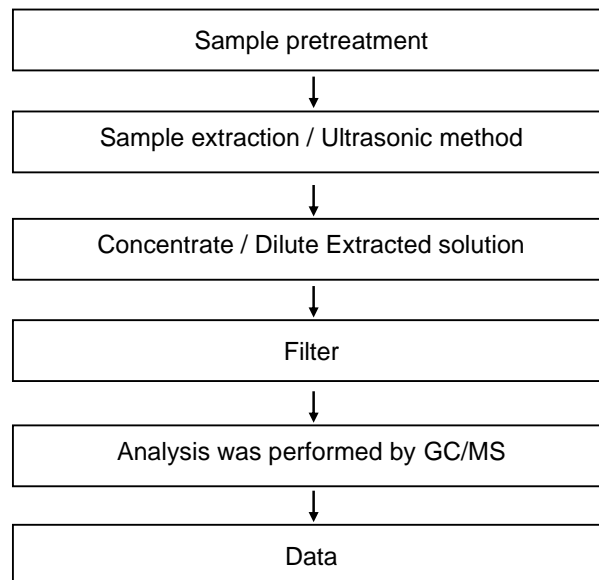 Sample pretreatment
Sample extraction / Ultrasonic method
Concentrate / Dilute Extracted solution
Filter
Analysis was performed by GC/MS
Data